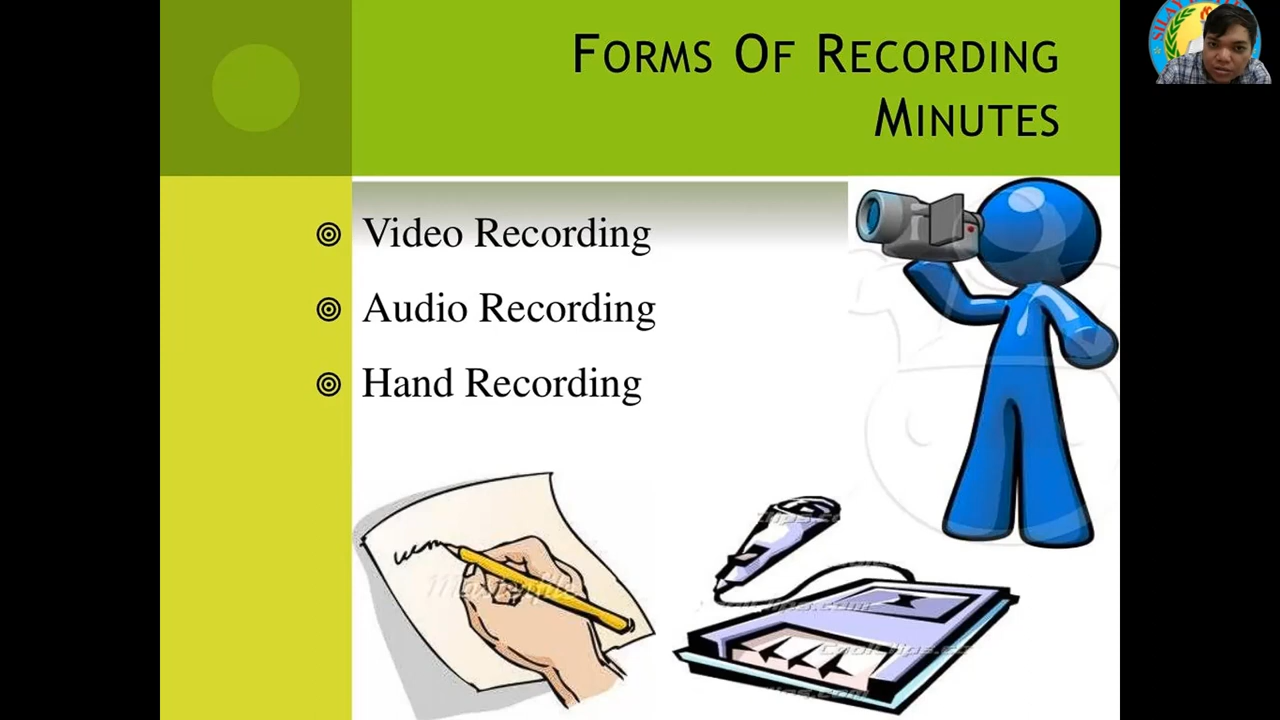 FORMS OF RECORDING
MINUTES
Video Recording
Audio Recording
Hand Recording